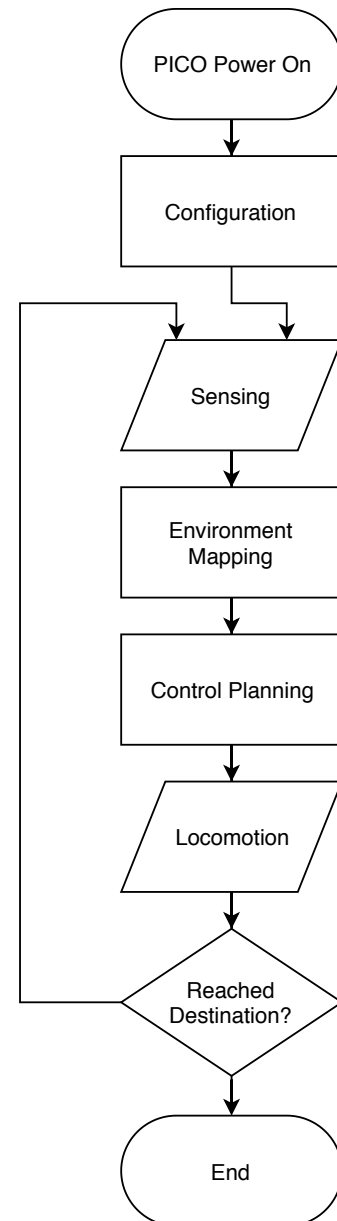 PICO Power On
Configuration
Sensing
Environment
Mapping
Control Planning
Locomotion
Reached
Destination?
End